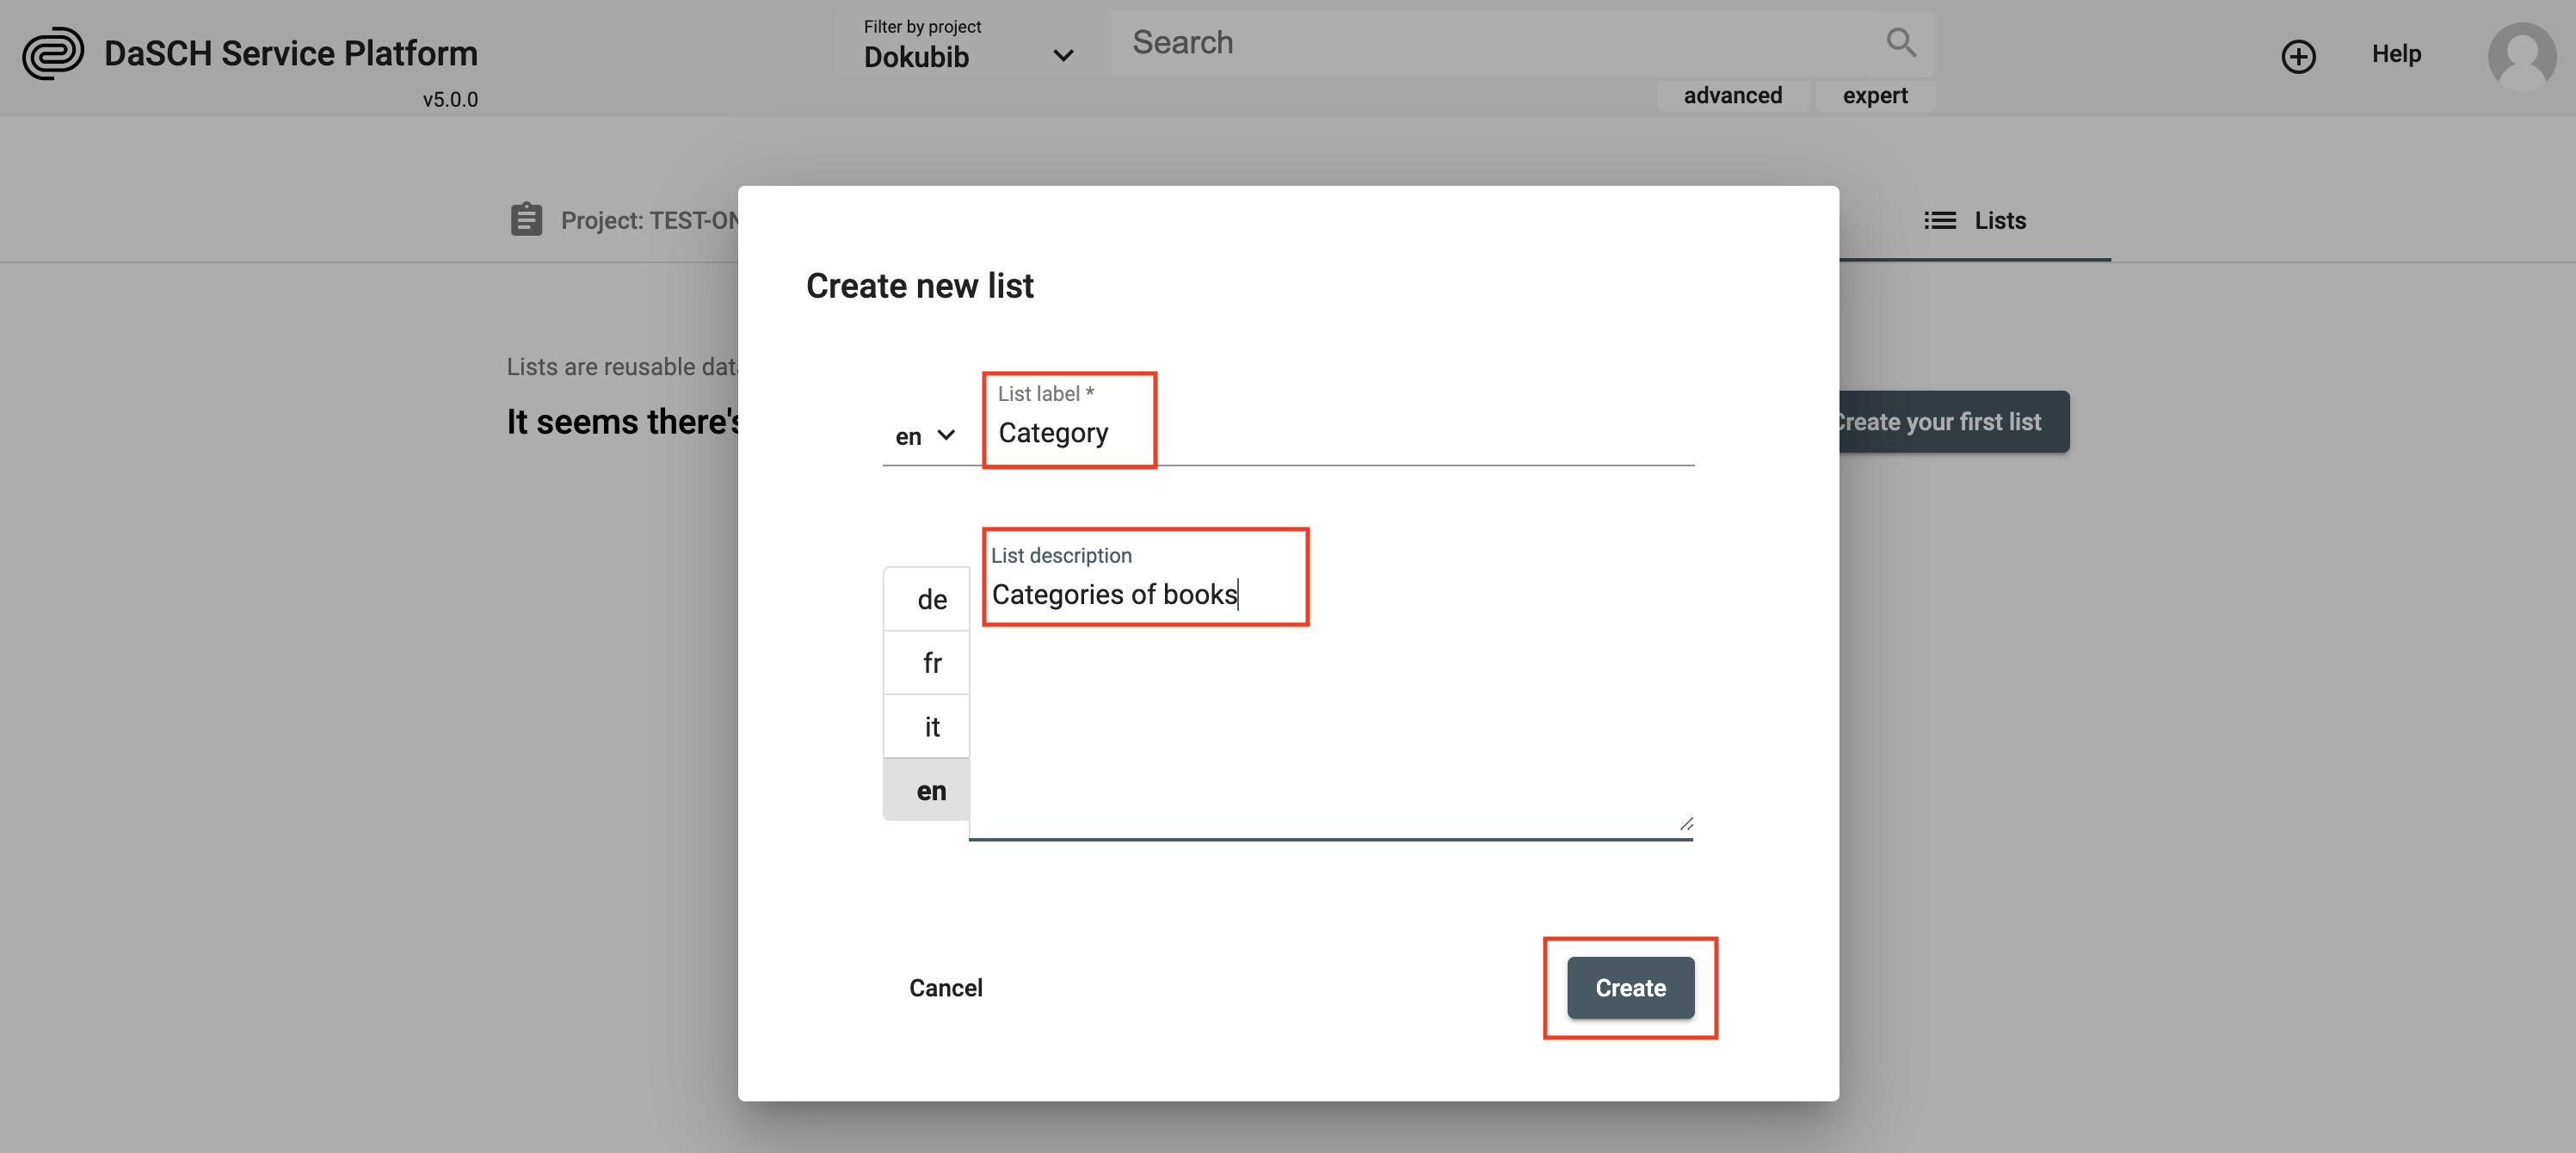 DaSCH Service Platform
v5.0.0
Filter by project
Dokubib
Search
advanced
expert
Help
Project: TEST-ON
Lists
Lists are reusable dat
It seems there's
Create your first list
Create new list
List label *
en
Category
List description
Categories of books
de
fr
it
en
Cancel
Create